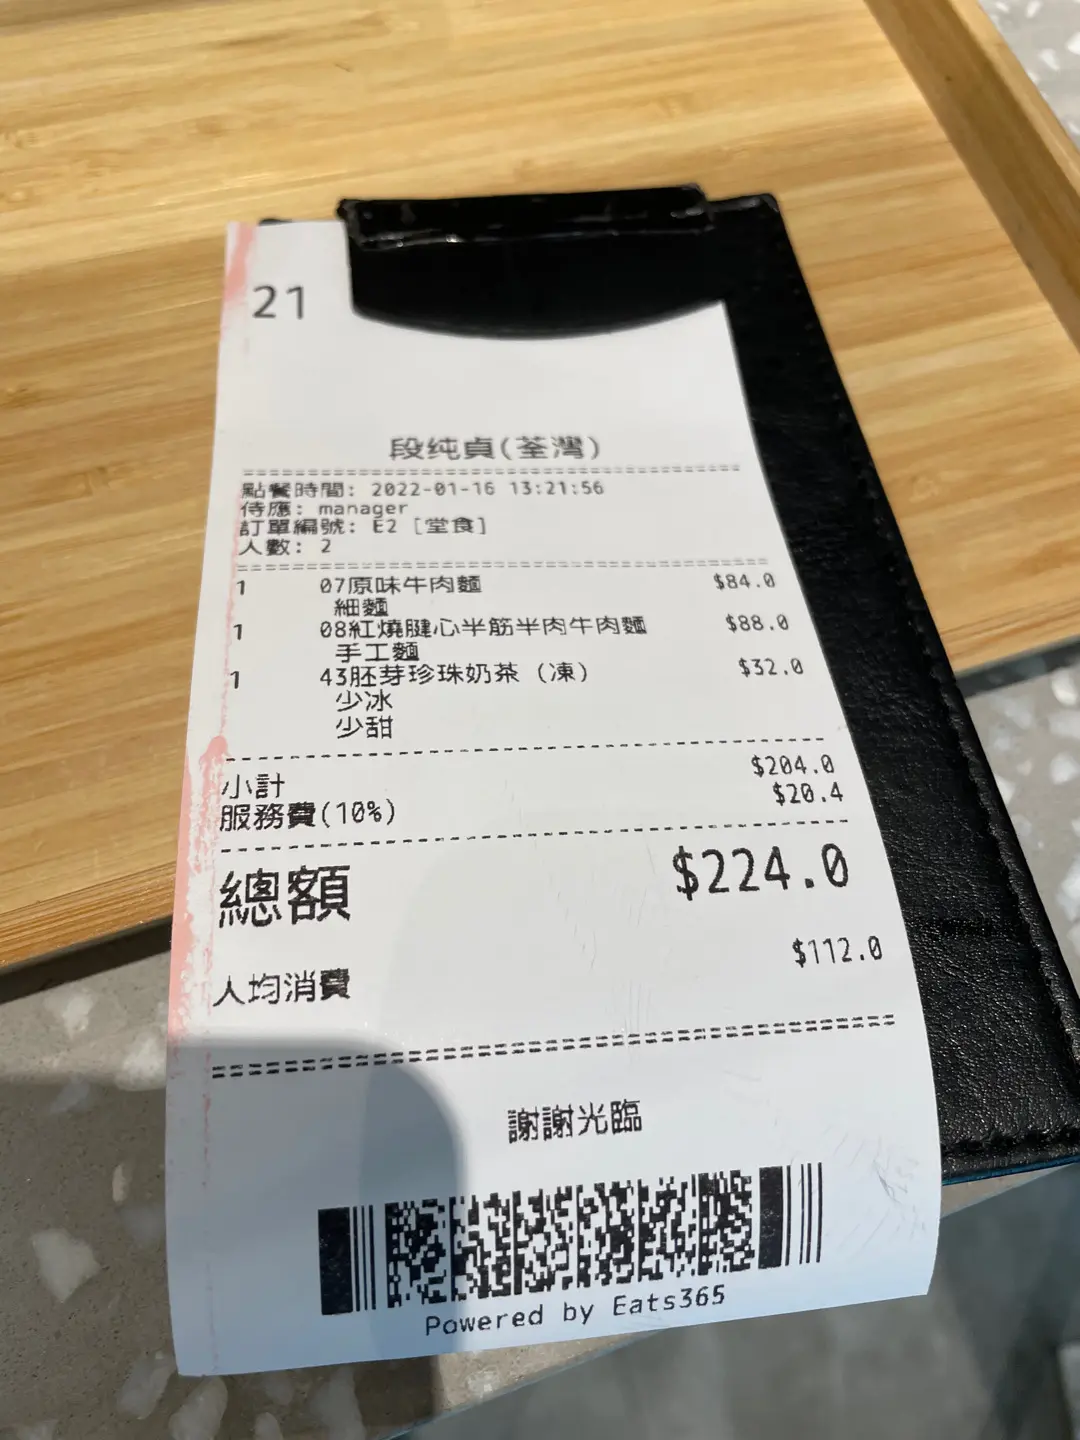 21
段纯貞(荃灣)
點餐時間: 2022-01-16 13:21:56
侍應: manager
訂單編號: E2 [堂食]
人數: 2
1 07原味牛肉麵 $84.0
細麵
1 08紅燒腱心半筋半肉牛肉麵 $88.0
手工麵
1 43胚芽珍珠奶茶 (凍) $32.0
少冰
少甜
小計 $204.0
服務費(10%) $20.4
總額 $224.0
人均消費 $112.0
謝謝光臨
Powered by Eats365